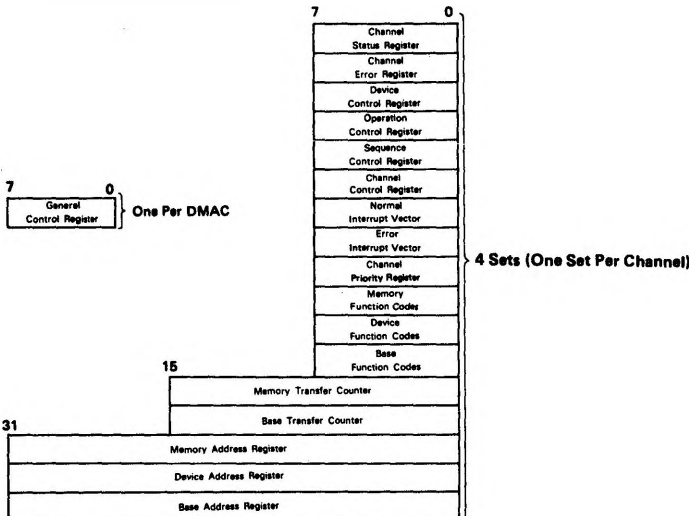 7 0
Channel
Status Register
Channel
Error Register
Device
Control Register
Operation
Control Register
Sequence
Control Register
Channel
Control Register
Normal
Interrupt Vector
Error
Interrupt Vector
Channel
Priority Register
Memory
Function Codes
Device
Function Codes
Base
Function Codes
7 0
General
Control Register
One Per DMAC
4 Sets (One Set Per Channel)
15
Memory Transfer Counter
Base Transfer Counter
31
Memory Address Register
Device Address Register
Base Address Register